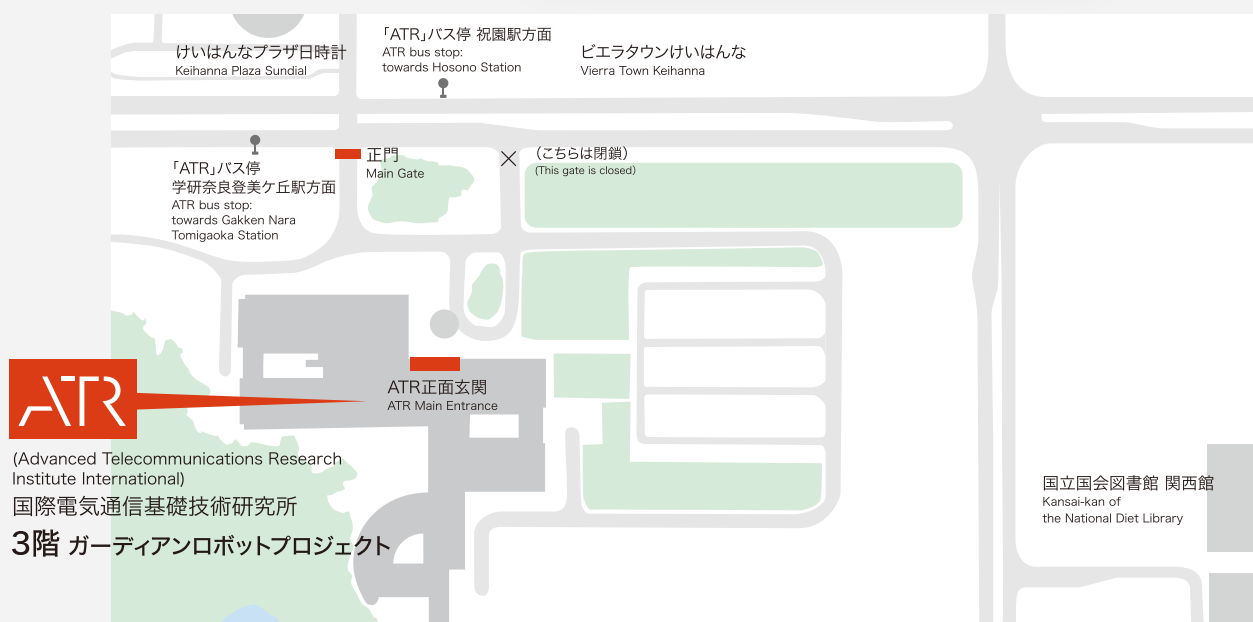 「ATR」バス停 祝園駅方面
ATR bus stop:
towards Hosono Station
けいはんなプラザ日時計
Keihanna Plaza Sundial
ビエラタウンけいはんな
Vierra Town Keihanna
「ATR」バス停
学研奈良登美ケ丘駅方面
ATR bus stop:
towards Gakken Nara
Tomigaoka Station
正門
Main Gate
（こちらは閉鎖）
(This gate is closed)
ATR
ATR正面玄関
ATR Main Entrance
(Advanced Telecommunications Research
Institute International)
国際電気通信基礎技術研究所
3階 ガーディアンロボットプロジェクト
国立国会図書館 関西館
Kansai-kan of
the National Diet Library